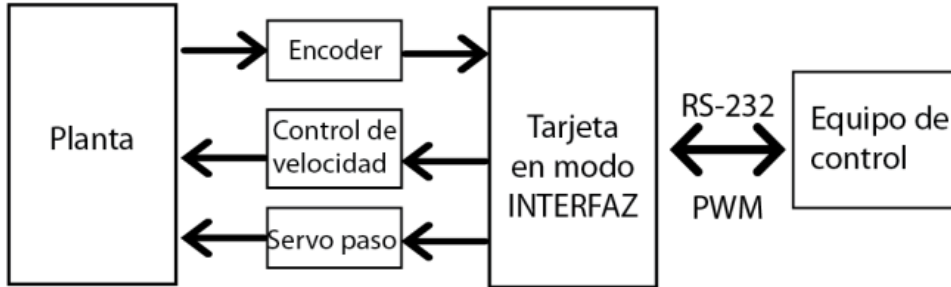 Planta
Encoder
Control de
velocidad
Servo paso
Tarjeta
en modo
INTERFAZ
RS-232
PWM
Equipo de
control